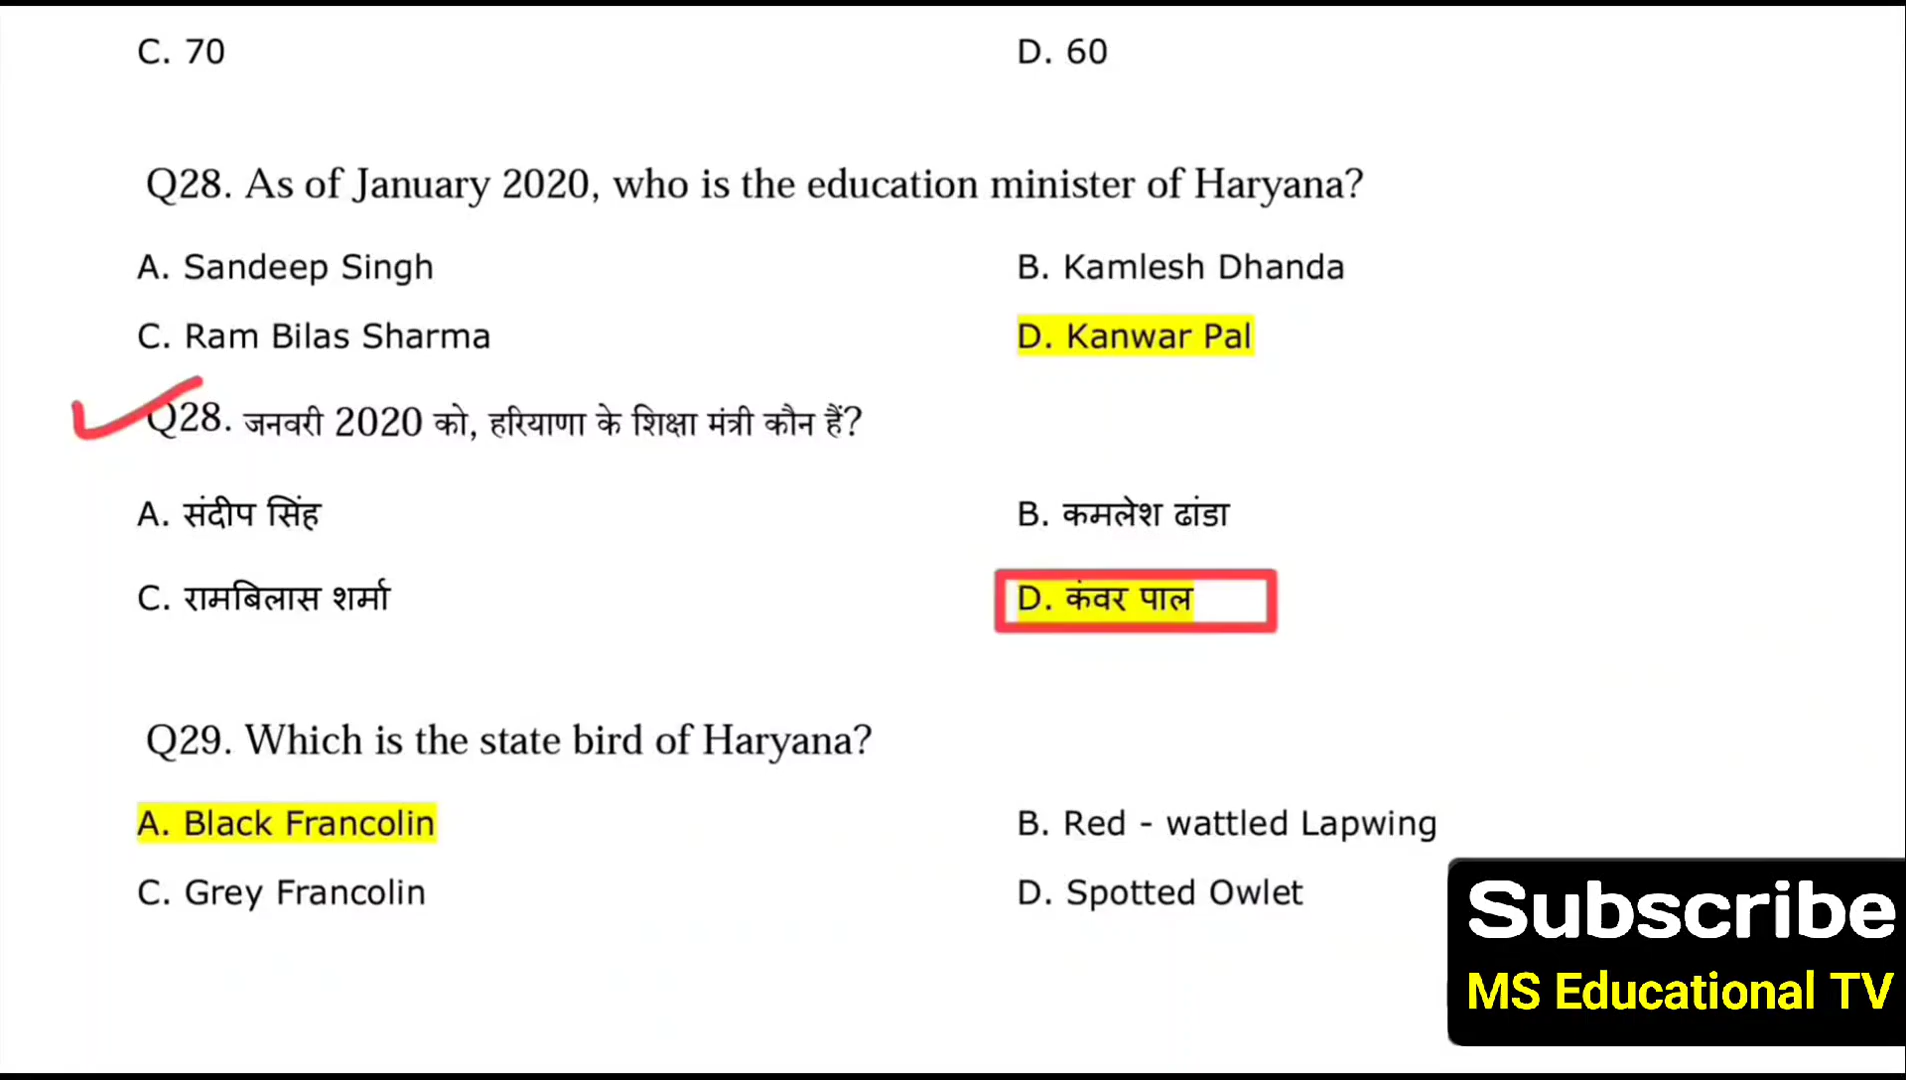 C. 70
D. 60
Q28. As of January 2020, who is the education minister of Haryana?
A. Sandeep Singh
B. Kamlesh Dhanda
C. Ram Bilas Sharma
D. Kanwar Pal
Q28. जनवरी 2020 को, हरियाणा के शिक्षा मंत्री कौन हैं?
A. संदीप सिंह
B. कमलेश ढांडा
C. रामबिलास शर्मा
D. कंवर पाल
Q29. Which is the state bird of Haryana?
A. Black Francolin
B. Red - wattled Lapwing
C. Grey Francolin
D. Spotted Owlet
Subscribe
MS Educational TV